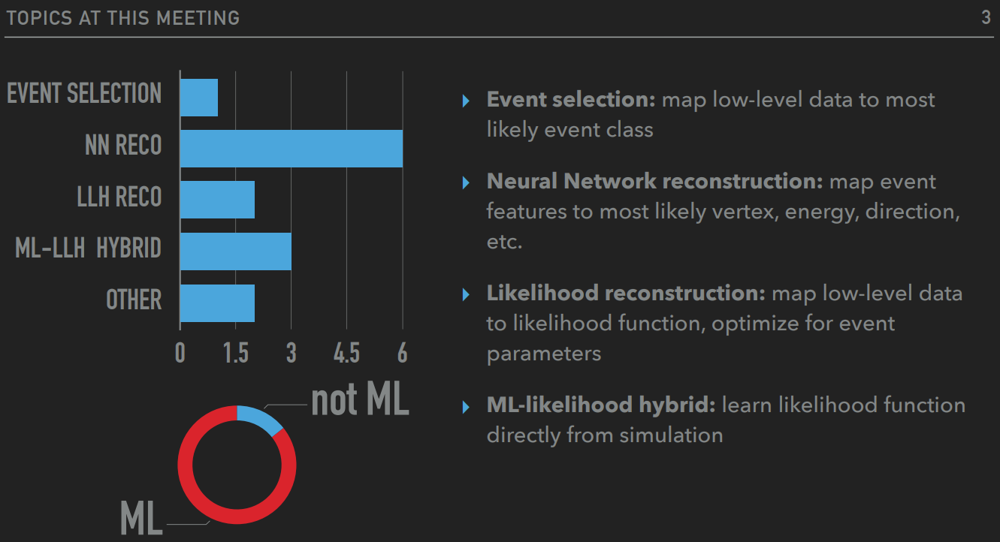 TOPICS AT THIS MEETING
3
EVENT SELECTION
NN RECO
LLH RECO
ML-LLH HYBRID
OTHER
0 1.5 3 4.5 6
not ML
ML
Event selection: map low-level data to most
likely event class
Neural Network reconstruction: map event
features to most likely vertex, energy, direction,
etc.
Likelihood reconstruction: map low-level data
to likelihood function, optimize for event
parameters
ML-likelihood hybrid: learn likelihood function
directly from simulation